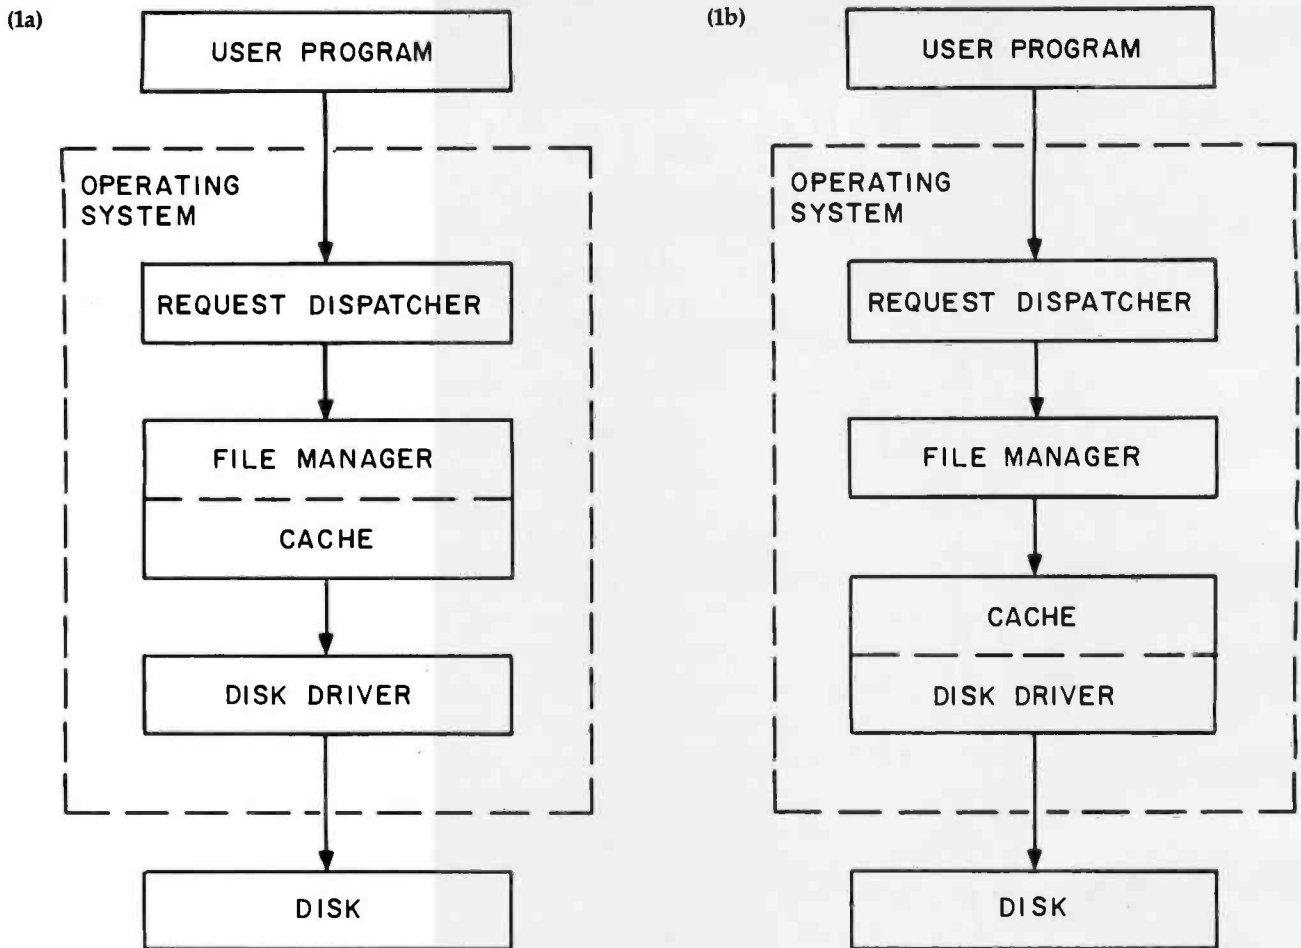 (1a)
USER PROGRAM
OPERATING
SYSTEM
REQUEST DISPATCHER
FILE MANAGER
CACHE
DISK DRIVER
DISK
(1b)
USER PROGRAM
OPERATING
SYSTEM
REQUEST DISPATCHER
FILE MANAGER
CACHE
DISK DRIVER
DISK